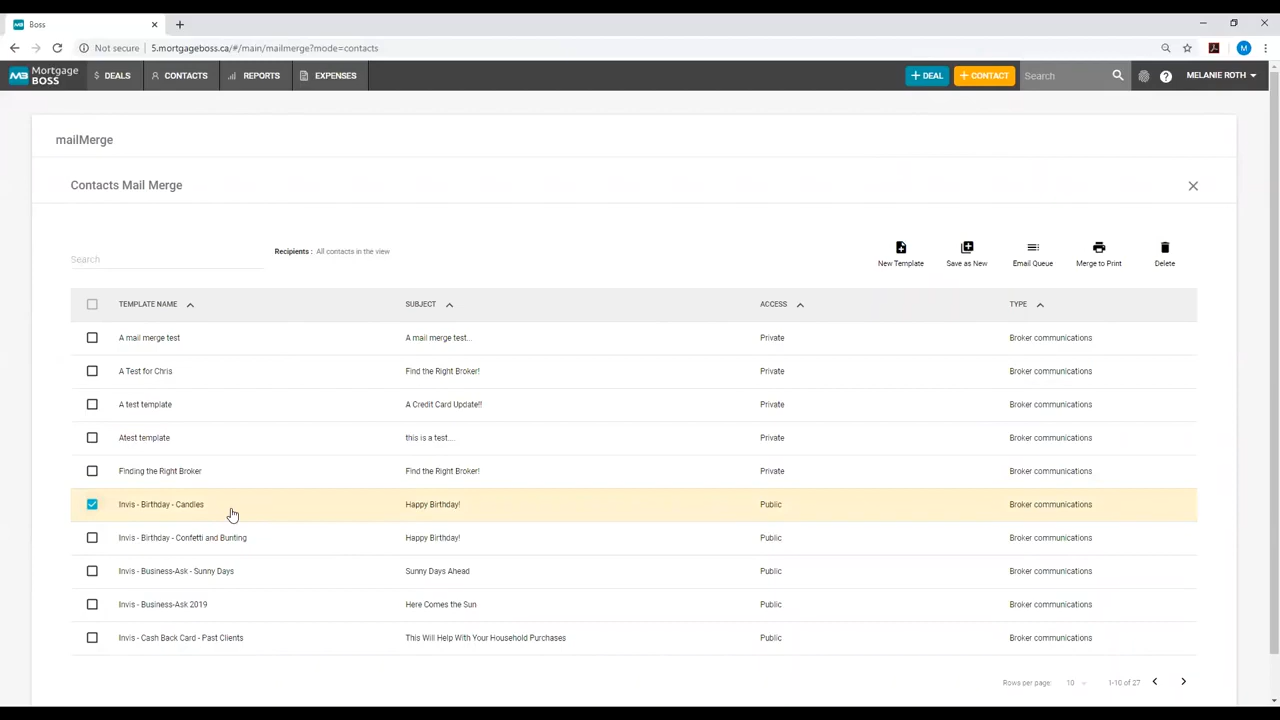 Boss
Not secure 5.mortgageboss.ca/#/main/mailmerge?mode=contacts M
MB Mortgage BOSS $ DEALS CONTACTS REPORTS EXPENSES + DEAL + CONTACT Search ? MELANIE ROTH
mailMerge
Contacts Mail Merge
Search Recipients : All contacts in the view New Template Save as New Email Queue Merge to Print Delete
TEMPLATE NAME SUBJECT ACCESS TYPE
A mail merge test A mail merge test... Private Broker communications
A Test for Chris Find the Right Broker! Private Broker communications
A test template A Credit Card Update!! Private Broker communications
Atest template this is a test.... Private Broker communications
Finding the Right Broker Find the Right Broker! Private Broker communications
Invis - Birthday - Candles Happy Birthday! Public Broker communications
Invis - Birthday - Confetti and Bunting Happy Birthday! Public Broker communications
Invis - Business-Ask - Sunny Days Sunny Days Ahead Public Broker communications
Invis - Business-Ask 2019 Here Comes the Sun Public Broker communications
Invis - Cash Back Card - Past Clients This Will Help With Your Household Purchases Public Broker communications
Rows per page: 10 1-10 of 27